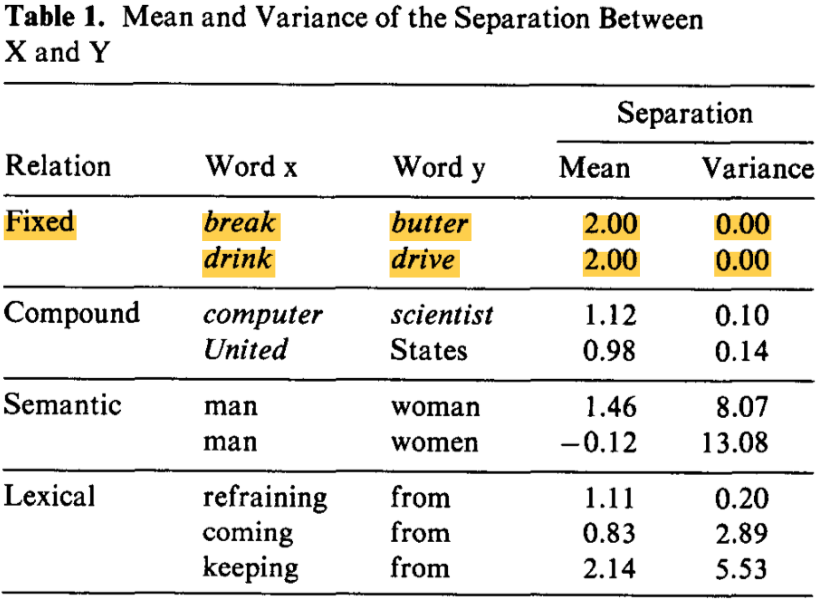 Table 1. Mean and Variance of the Separation Between
X and Y
Separation
Relation Word x Word y Mean Variance
Fixed break butter 2.00 0.00
drink drive 2.00 0.00
Compound computer scientist 1.12 0.10
United States 0.98 0.14
Semantic man woman 1.46 8.07
man women −0.12 13.08
Lexical refraining from 1.11 0.20
coming from 0.83 2.89
keeping from 2.14 5.53